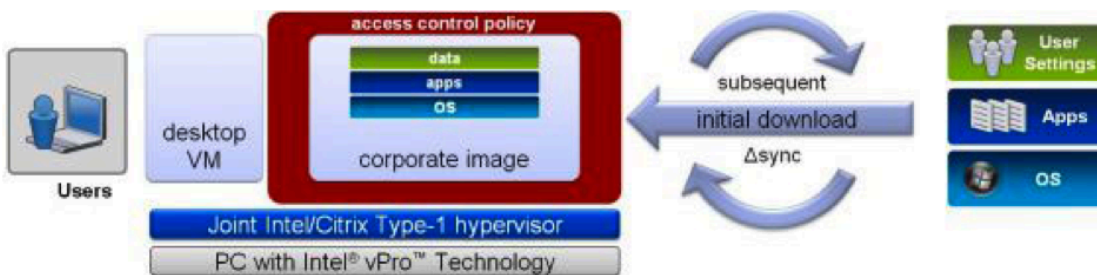 access control policy
data
apps
OS
desktop
VM
corporate image
Users
Joint Intel/Citrix Type-1 hypervisor
PC with Intel® vPro™ Technology
subsequent
initial download
Δsync
User
Settings
Apps
OS